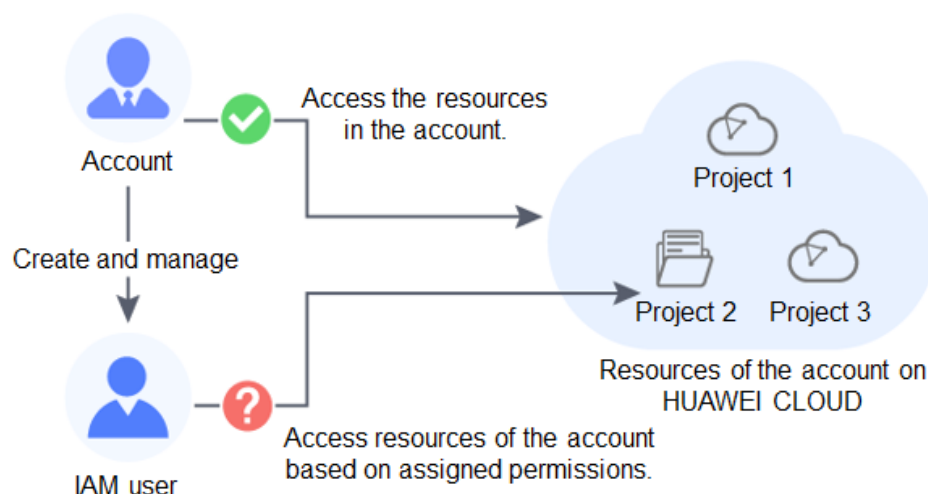 Account
Access the resources
in the account.
Create and manage
IAM user
Access resources of the account
based on assigned permissions.
Project 1
Project 2
Project 3
Resources of the account on
HUAWEI CLOUD